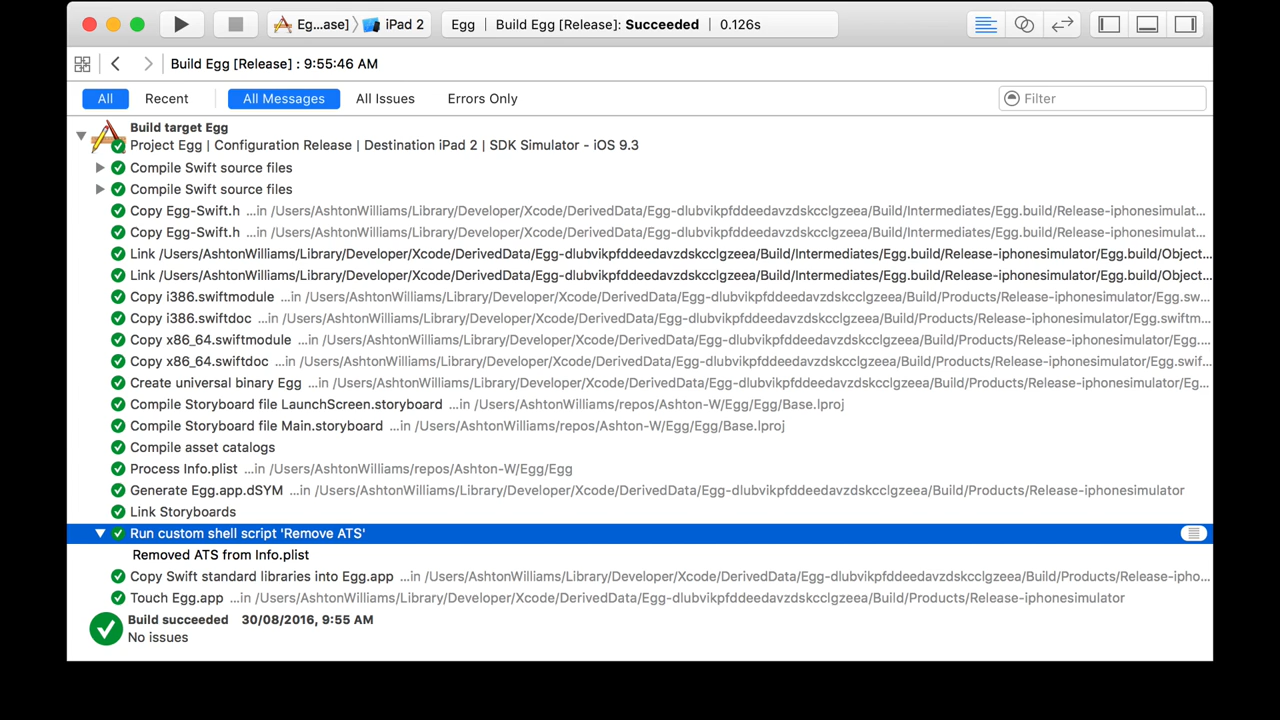 Eg...ase] iPad 2 Egg Build Egg [Release]: Succeeded 0.126s
Build Egg [Release] : 9:55:46 AM
All Recent All Messages All Issues Errors Only Filter
Build target Egg
Project Egg | Configuration Release | Destination iPad 2 | SDK Simulator - iOS 9.3
Compile Swift source files
Compile Swift source files
Copy Egg-Swift.h ...in /Users/AshtonWilliams/Library/Developer/Xcode/DerivedData/Egg-dlubvikpfddeedavzdskcclgzeea/Build/Intermediates/Egg.build/Release-iphonesimulat...
Copy Egg-Swift.h ...in /Users/AshtonWilliams/Library/Developer/Xcode/DerivedData/Egg-dlubvikpfddeedavzdskcclgzeea/Build/Intermediates/Egg.build/Release-iphonesimulat...
Link /Users/AshtonWilliams/Library/Developer/Xcode/DerivedData/Egg-dlubvikpfddeedavzdskcclgzeea/Build/Intermediates/Egg.build/Release-iphonesimulator/Egg.build/Object...
Link /Users/AshtonWilliams/Library/Developer/Xcode/DerivedData/Egg-dlubvikpfddeedavzdskcclgzeea/Build/Intermediates/Egg.build/Release-iphonesimulator/Egg.build/Object...
Copy i386.swiftmodule ...in /Users/AshtonWilliams/Library/Developer/Xcode/DerivedData/Egg-dlubvikpfddeedavzdskcclgzeea/Build/Products/Release-iphonesimulator/Egg.sw...
Copy i386.swiftdoc ...in /Users/AshtonWilliams/Library/Developer/Xcode/DerivedData/Egg-dlubvikpfddeedavzdskcclgzeea/Build/Products/Release-iphonesimulator/Egg.swiftm...
Copy x86_64.swiftmodule ...in /Users/AshtonWilliams/Library/Developer/Xcode/DerivedData/Egg-dlubvikpfddeedavzdskcclgzeea/Build/Products/Release-iphonesimulator/Egg....
Copy x86_64.swiftdoc ...in /Users/AshtonWilliams/Library/Developer/Xcode/DerivedData/Egg-dlubvikpfddeedavzdskcclgzeea/Build/Products/Release-iphonesimulator/Egg.swif...
Create universal binary Egg ...in /Users/AshtonWilliams/Library/Developer/Xcode/DerivedData/Egg-dlubvikpfddeedavzdskcclgzeea/Build/Products/Release-iphonesimulator/Eg...
Compile Storyboard file LaunchScreen.storyboard ...in /Users/AshtonWilliams/repos/Ashton-W/Egg/Egg/Base.lproj
Compile Storyboard file Main.storyboard ...in /Users/AshtonWilliams/repos/Ashton-W/Egg/Egg/Base.lproj
Compile asset catalogs
Process Info.plist ...in /Users/AshtonWilliams/repos/Ashton-W/Egg/Egg
Generate Egg.app.dSYM ...in /Users/AshtonWilliams/Library/Developer/Xcode/DerivedData/Egg-dlubvikpfddeedavzdskcclgzeea/Build/Products/Release-iphonesimulator
Link Storyboards
Run custom shell script 'Remove ATS'
Removed ATS from Info.plist
Copy Swift standard libraries into Egg.app ...in /Users/AshtonWilliams/Library/Developer/Xcode/DerivedData/Egg-dlubvikpfddeedavzdskcclgzeea/Build/Products/Release-ipho...
Touch Egg.app ...in /Users/AshtonWilliams/Library/Developer/Xcode/DerivedData/Egg-dlubvikpfddeedavzdskcclgzeea/Build/Products/Release-iphonesimulator
Build succeeded 30/08/2016, 9:55 AM
No issues